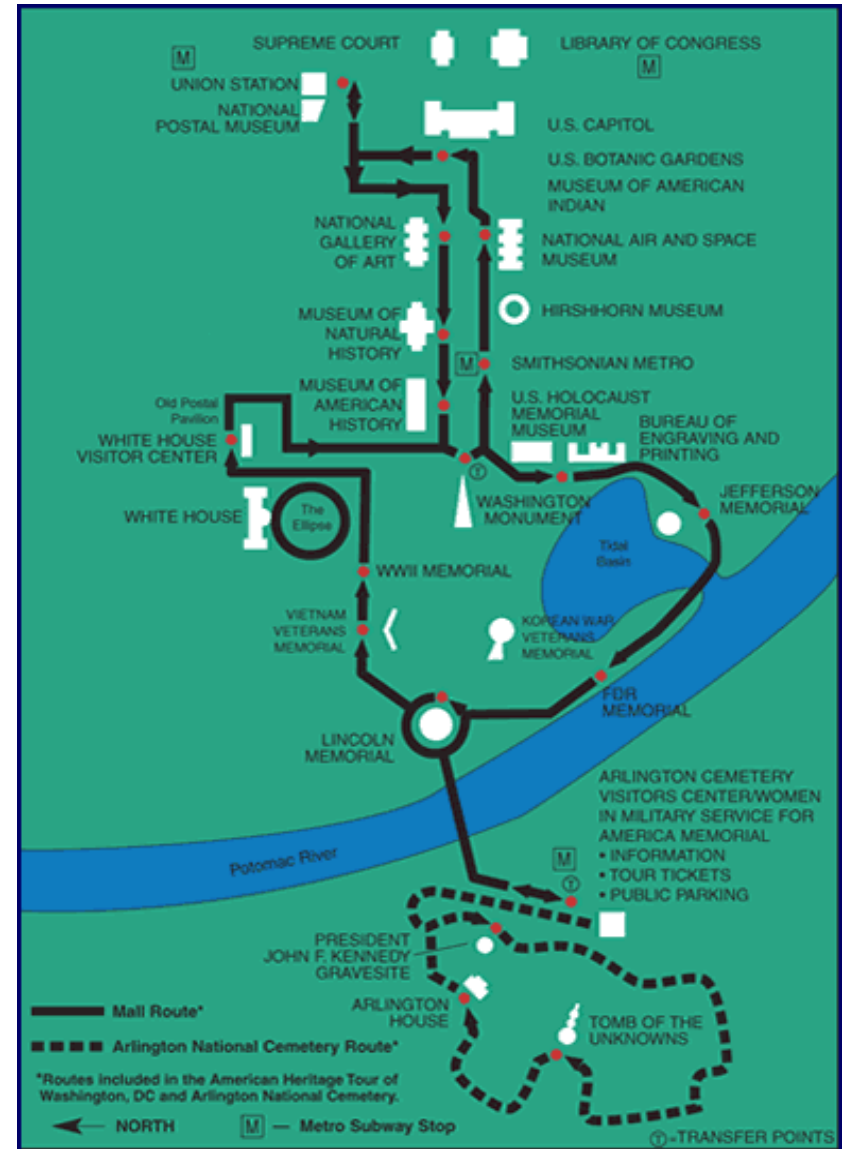 SUPREME COURT
LIBRARY OF CONGRESS
M
M
UNION STATION
NATIONAL
POSTAL MUSEUM
U.S. CAPITOL
U.S. BOTANIC GARDENS
MUSEUM OF AMERICAN
INDIAN
NATIONAL
GALLERY
OF ART
NATIONAL AIR AND SPACE
MUSEUM
HIRSHHORN MUSEUM
MUSEUM OF
NATURAL
HISTORY
M
SMITHSONIAN METRO
MUSEUM OF
AMERICAN
HISTORY
U.S. HOLOCAUST
MEMORIAL
MUSEUM
BUREAU OF
ENGRAVING AND
PRINTING
Old Postal
Pavilion
WHITE HOUSE
VISITOR CENTER
T
WASHINGTON
MONUMENT
JEFFERSON
MEMORIAL
WHITE HOUSE
The
Ellipse
Tidal
Basin
WWII MEMORIAL
VIETNAM
VETERANS
MEMORIAL
KOREAN WAR
VETERANS
MEMORIAL
FDR
MEMORIAL
LINCOLN
MEMORIAL
ARLINGTON CEMETERY
VISITORS CENTER/WOMEN
IN MILITARY SERVICE FOR
AMERICA MEMORIAL
• INFORMATION
• TOUR TICKETS
• PUBLIC PARKING
Potomac River
M
T
PRESIDENT
JOHN F. KENNEDY
GRAVESITE
ARLINGTON
HOUSE
TOMB OF THE
UNKNOWNS
Mall Route*
Arlington National Cemetery Route*
*Routes included in the American Heritage Tour of
Washington, DC and Arlington National Cemetery.
NORTH
M — Metro Subway Stop
T=TRANSFER POINTS